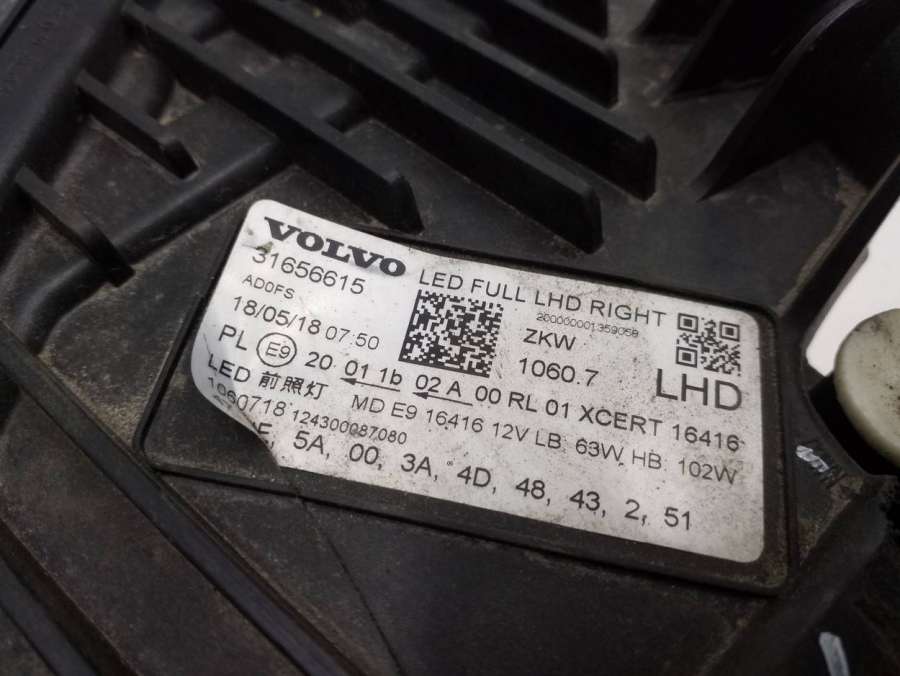 VOLVO
31656615
LED FULL LHD RIGHT
AD0FS
200000001359058
18/05/18 07:50
ZKW
1060.7
LHD
PL E9 20 01 1b 02 A 00 RL 01 XCERT 16416
LED 前照灯 MD E9 16416 12V LB: 63W, HB: 102W
1060718 124300087080
5A, 00, 3A, 4D, 48, 43, 2, 51